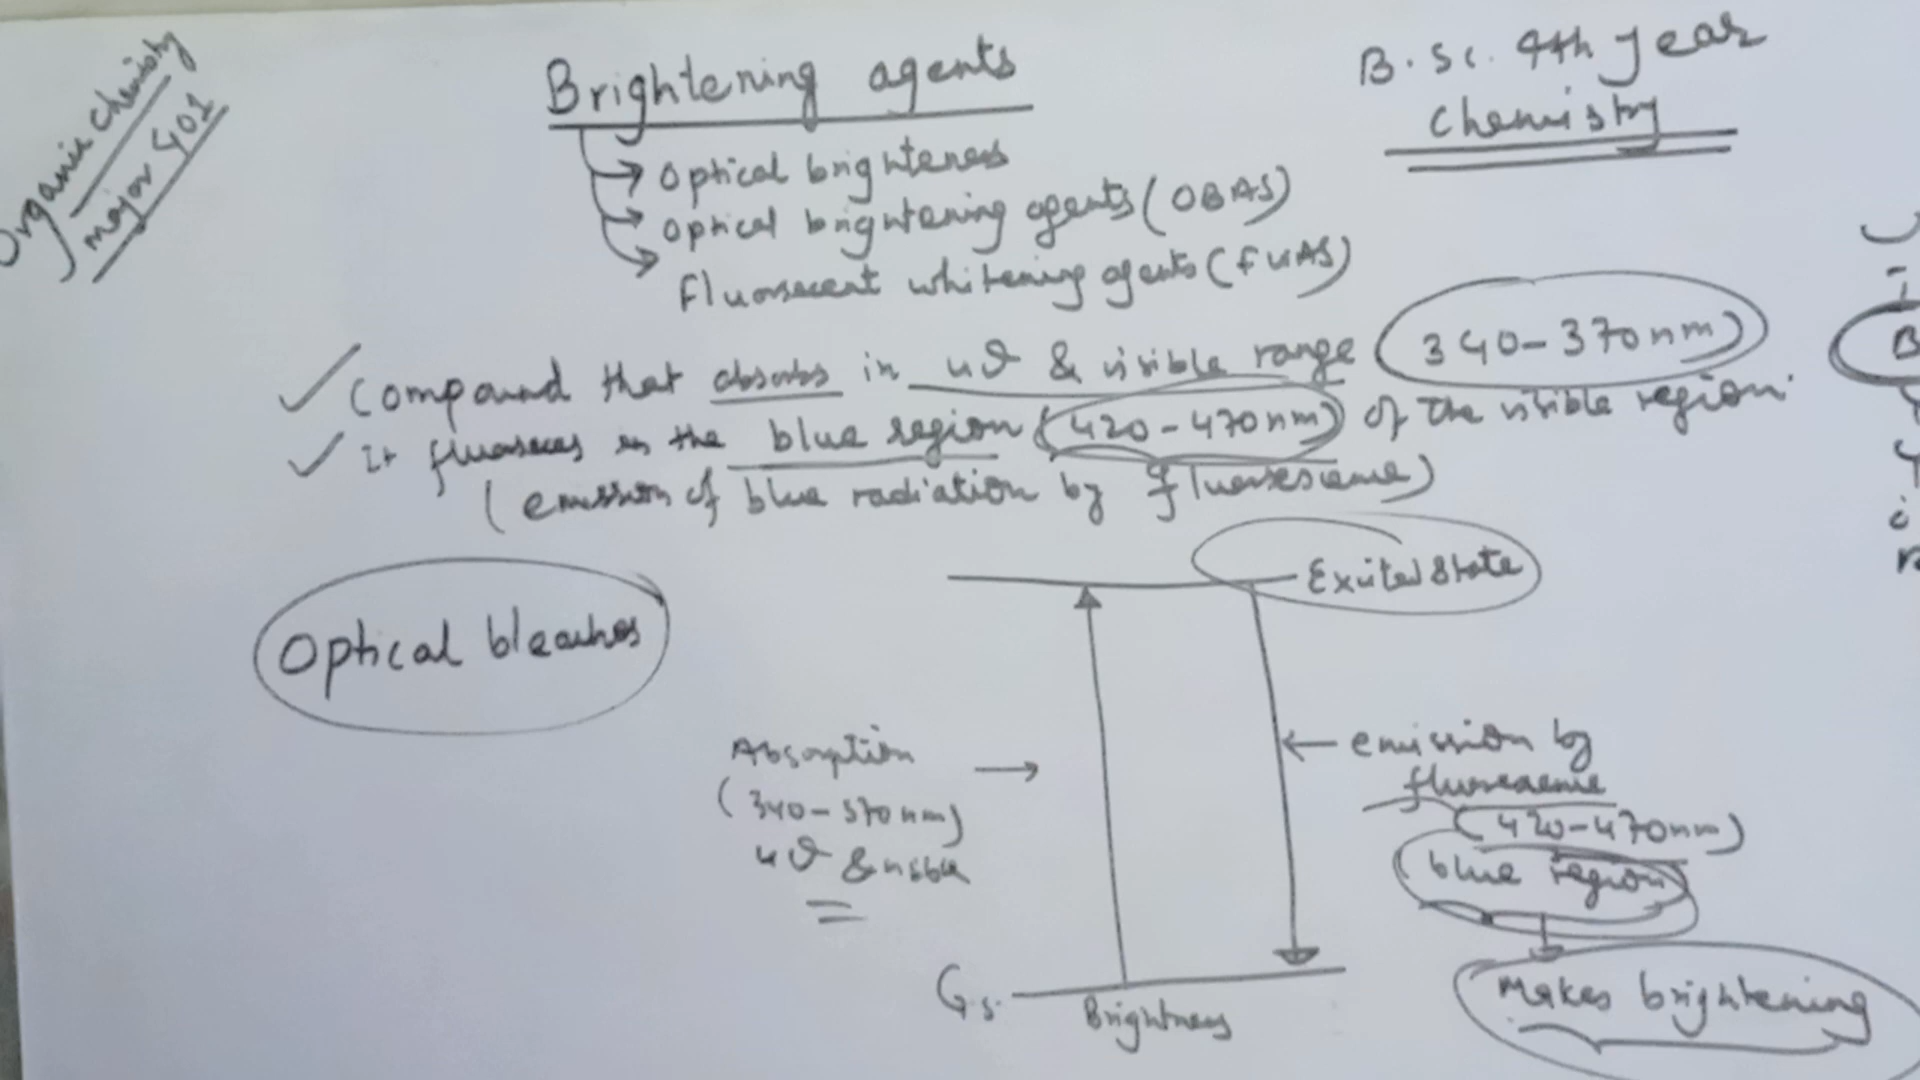 Organic chemistry
major 401
Brightening agents
B.Sc. 4th year
chemistry
Optical brighteners
Optical brightening agents (OBAS)
Fluorescent whitening agents (FWAS)
Compound that absorbs in uv & visible range (340-370nm)
It fluoresces in the blue region (420-470nm) of the visible region.
(emission of blue radiation by fluorescence)
Exited state
Optical bleaches
Absorption
(340-370nm)
uv & visible
emission by
fluorescence
(420-470nm)
blue region
Makes brightening
G.s.
Brightness